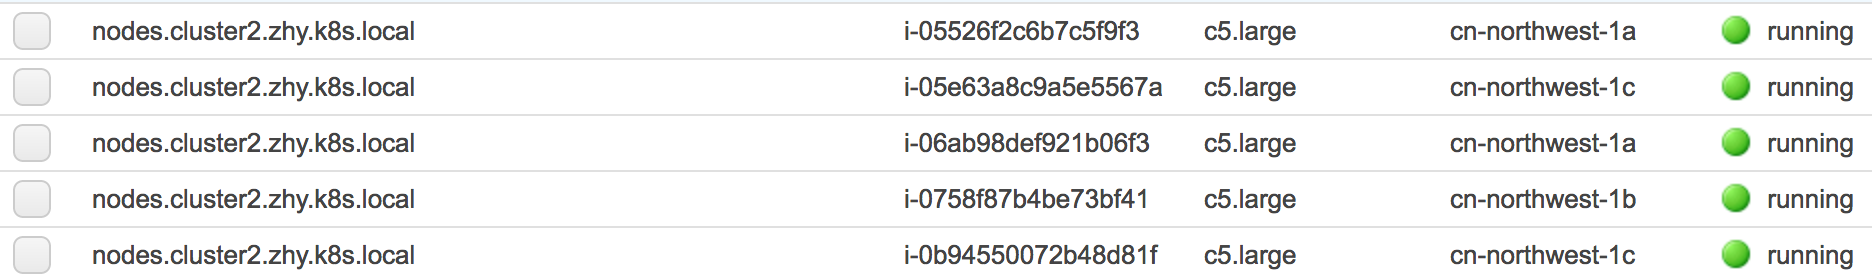 nodes.cluster2.zhy.k8s.local i-05526f2c6b7c5f9f3 c5.large cn-northwest-1a running
nodes.cluster2.zhy.k8s.local i-05e63a8c9a5e5567a c5.large cn-northwest-1c running
nodes.cluster2.zhy.k8s.local i-06ab98def921b06f3 c5.large cn-northwest-1a running
nodes.cluster2.zhy.k8s.local i-0758f87b4be73bf41 c5.large cn-northwest-1b running
nodes.cluster2.zhy.k8s.local i-0b94550072b48d81f c5.large cn-northwest-1c running